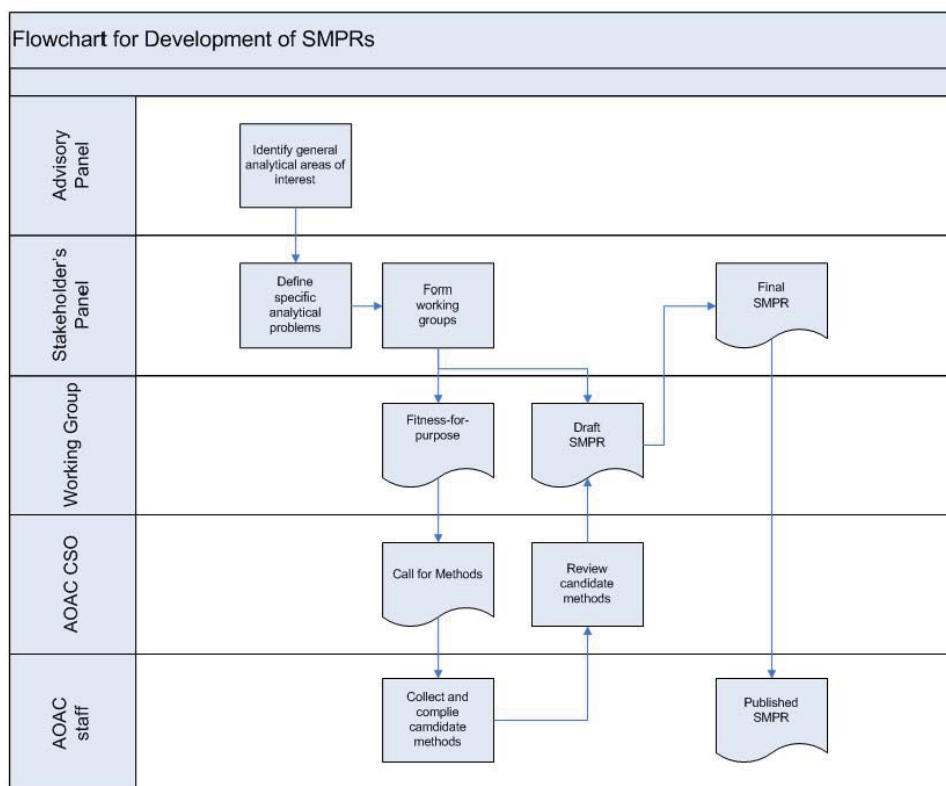 Flowchart for Development of SMPRs
Advisory
Panel
Identify general
analytical areas of
interest
Stakeholder's
Panel
Define
specific
analytical
problems
Form
working
groups
Final
SMPR
Working Group
Fitness-for-
purpose
Draft
SMPR
AOAC CSO
Call for Methods
Review
candidate
methods
AOAC
staff
Collect and
complie
camdidate
methods
Published
SMPR